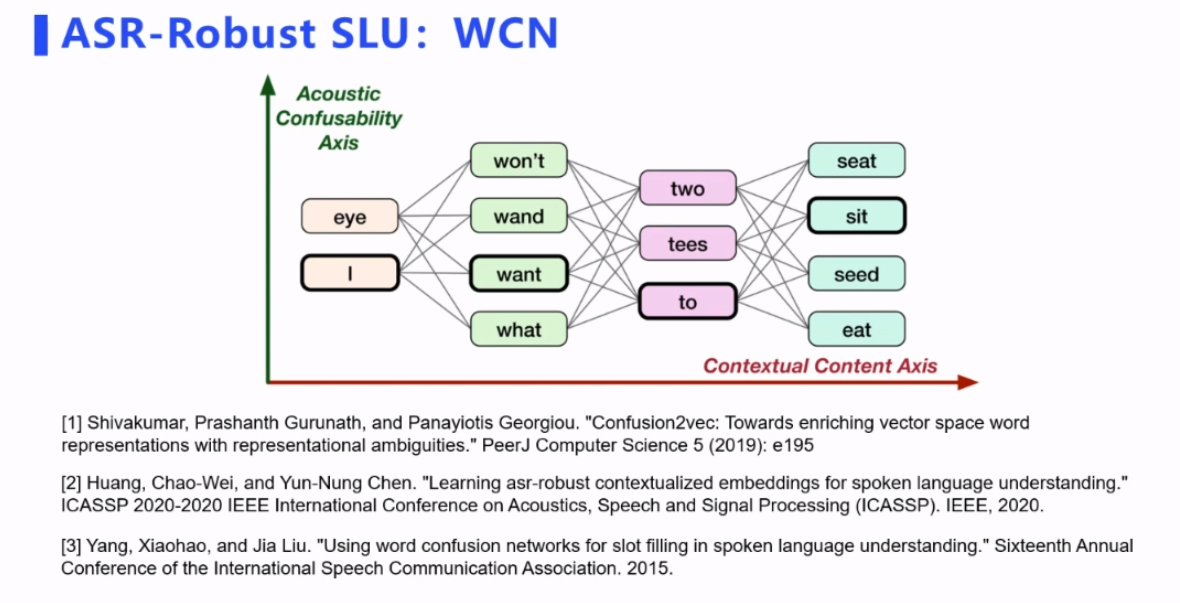 ASR-Robust SLU： WCN
Acoustic
Confusability
Axis
eye
I
won't
wand
want
what
two
tees
to
seat
sit
seed
eat
Contextual Content Axis
[1] Shivakumar, Prashanth Gurunath, and Panayiotis Georgiou. "Confusion2vec: Towards enriching vector space word
representations with representational ambiguities." PeerJ Computer Science 5 (2019): e195
[2] Huang, Chao-Wei, and Yun-Nung Chen. "Learning asr-robust contextualized embeddings for spoken language understanding."
ICASSP 2020-2020 IEEE International Conference on Acoustics, Speech and Signal Processing (ICASSP). IEEE, 2020.
[3] Yang, Xiaohao, and Jia Liu. "Using word confusion networks for slot filling in spoken language understanding." Sixteenth Annual
Conference of the International Speech Communication Association. 2015.